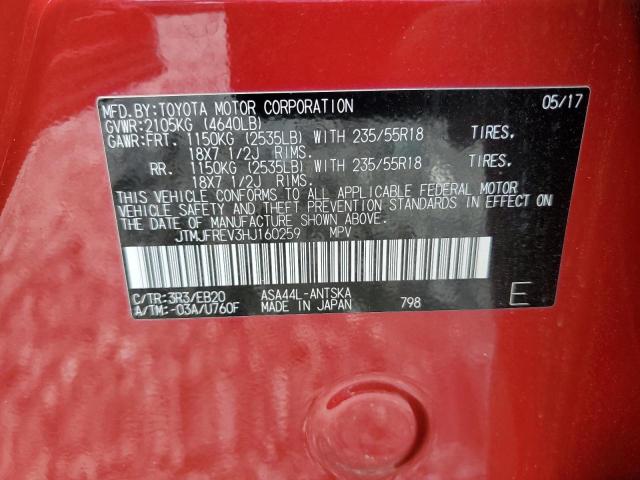 MFD.BY:TOYOTA MOTOR CORPORATION 05/17
GVWR:2105KG (4640LB)
GAWR:FRT. 1150KG (2535LB) WITH 235/55R18 TIRES.
18X7 1/2J RIMS.
RR. 1150KG (2535LB) WITH 235/55R18 TIRES.
18X7 1/2J RIMS.
THIS VEHICLE CONFORMS TO ALL APPLICABLE FEDERAL MOTOR
VEHICLE SAFETY AND THEFT PREVENTION STANDARDS IN EFFECT ON
THE DATE OF MANUFACTURE SHOWN ABOVE.
JTMJFREV3HJ160259 MPV
C/TR:3R3/EB20 ASA44L-ANTSKA
A/TM:-03A/U760F MADE IN JAPAN 798 E